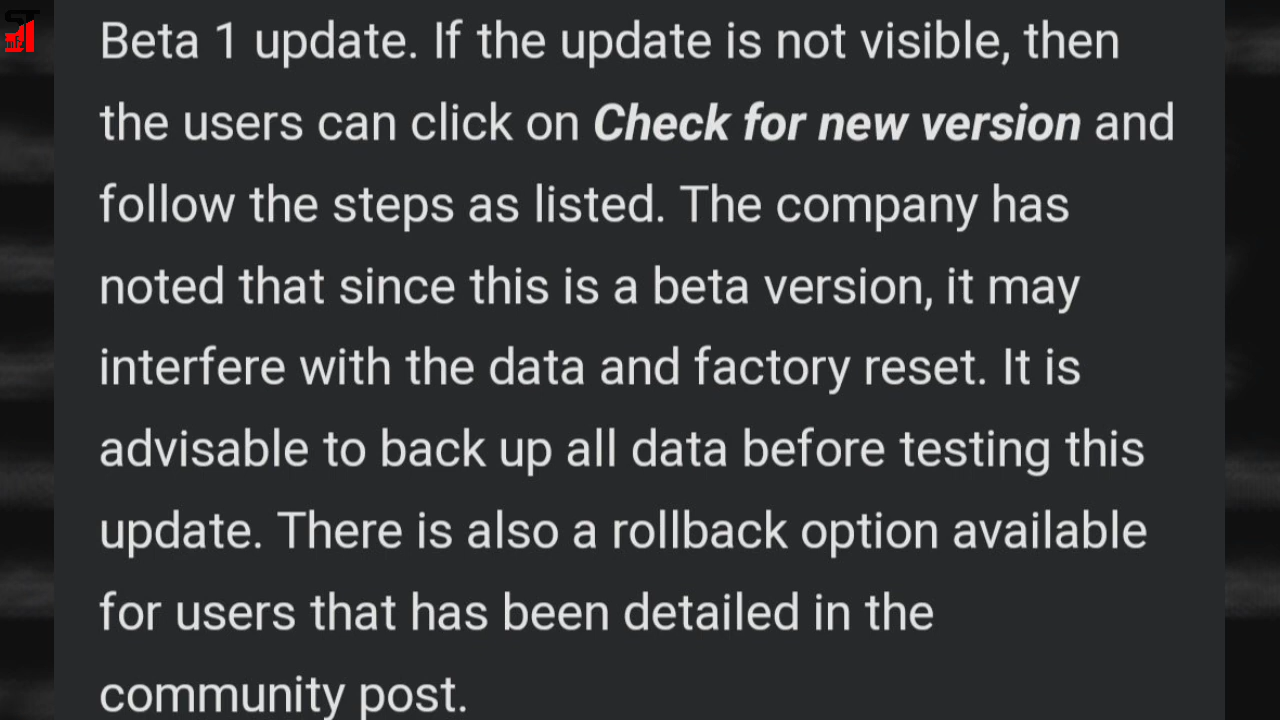 ST
Beta 1 update. If the update is not visible, then
the users can click on Check for new version and
follow the steps as listed. The company has
noted that since this is a beta version, it may
interfere with the data and factory reset. It is
advisable to back up all data before testing this
update. There is also a rollback option available
for users that has been detailed in the
community post.